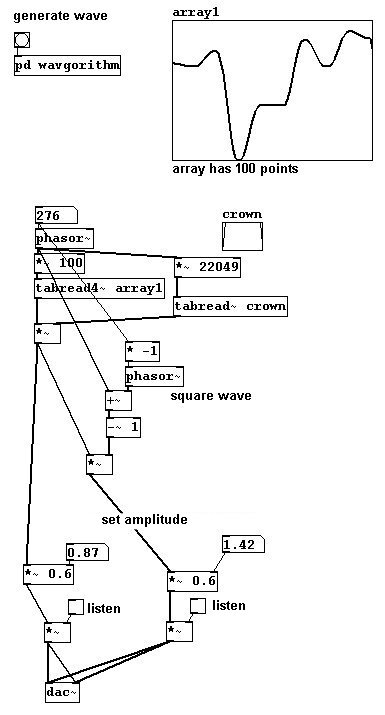 generate wave
array1
pd wavgorithm
array has 100 points
276
crown
phasor~
*~ 100
*~ 22049
tabread4~ array1
tabread~ crown
*~
* -1
phasor~
+~
square wave
-~ 1
*~
set amplitude
0.87
1.42
*~ 0.6
*~ 0.6
listen
listen
*~
*~
dac~